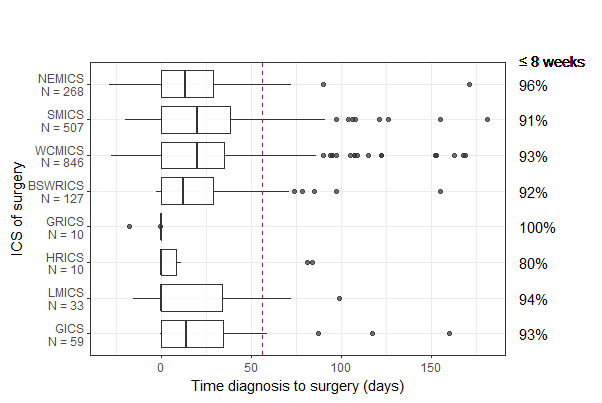 ≤ 8 weeks
NEMICS
N = 268
96%
SMICS
N = 507
91%
WCMICS
N = 846
93%
BSWRICS
N = 127
92%
GRICS
N = 10
100%
HRICS
N = 10
80%
LMICS
N = 33
94%
GICS
N = 59
93%
ICS of surgery
0 50 100 150
Time diagnosis to surgery (days)